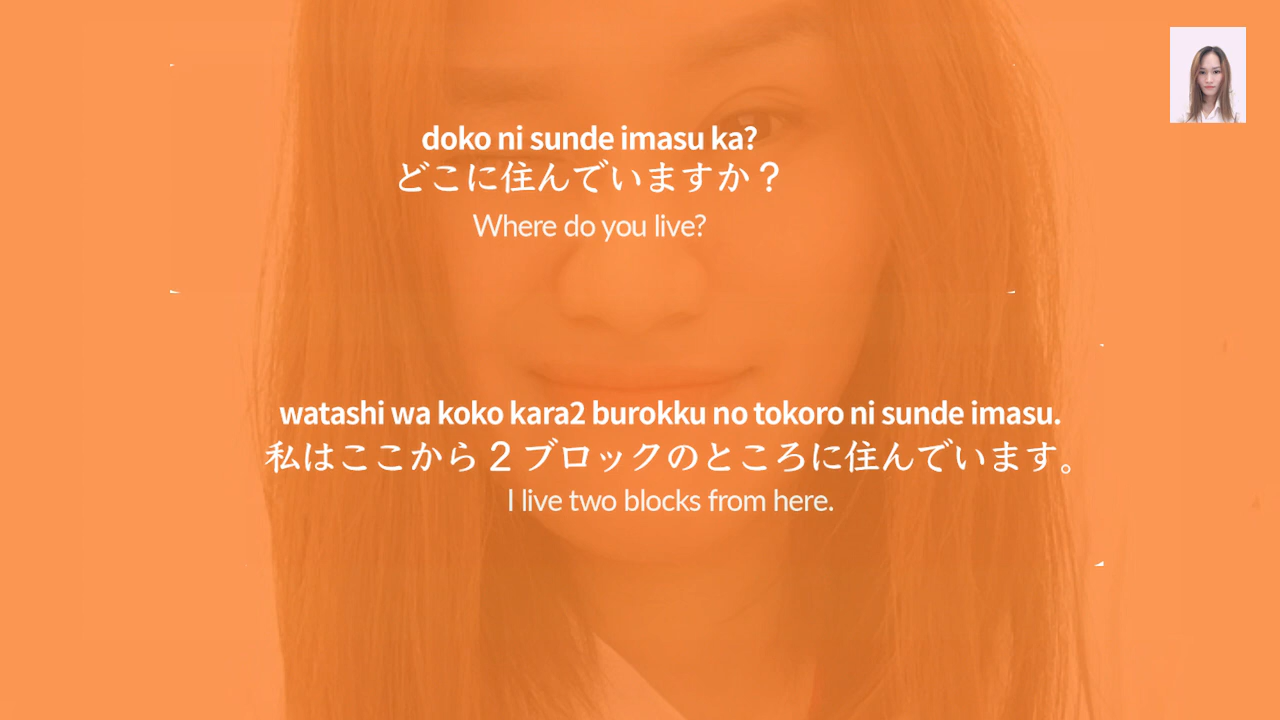 doko ni sunde imasu ka?
どこに住んでいますか？
Where do you live?
watashi wa koko kara2 burokku no tokoro ni sunde imasu.
私はここから２ブロックのところに住んでいます。
I live two blocks from here.